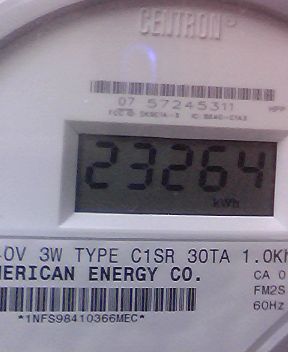 CENTRON
07 57245311
23264
kWh
0V 3W TYPE C1SR 30TA 1.0Kh
MERICAN ENERGY CO.
CA 0
FM2S
60Hz
*1NFS98410366MEC*